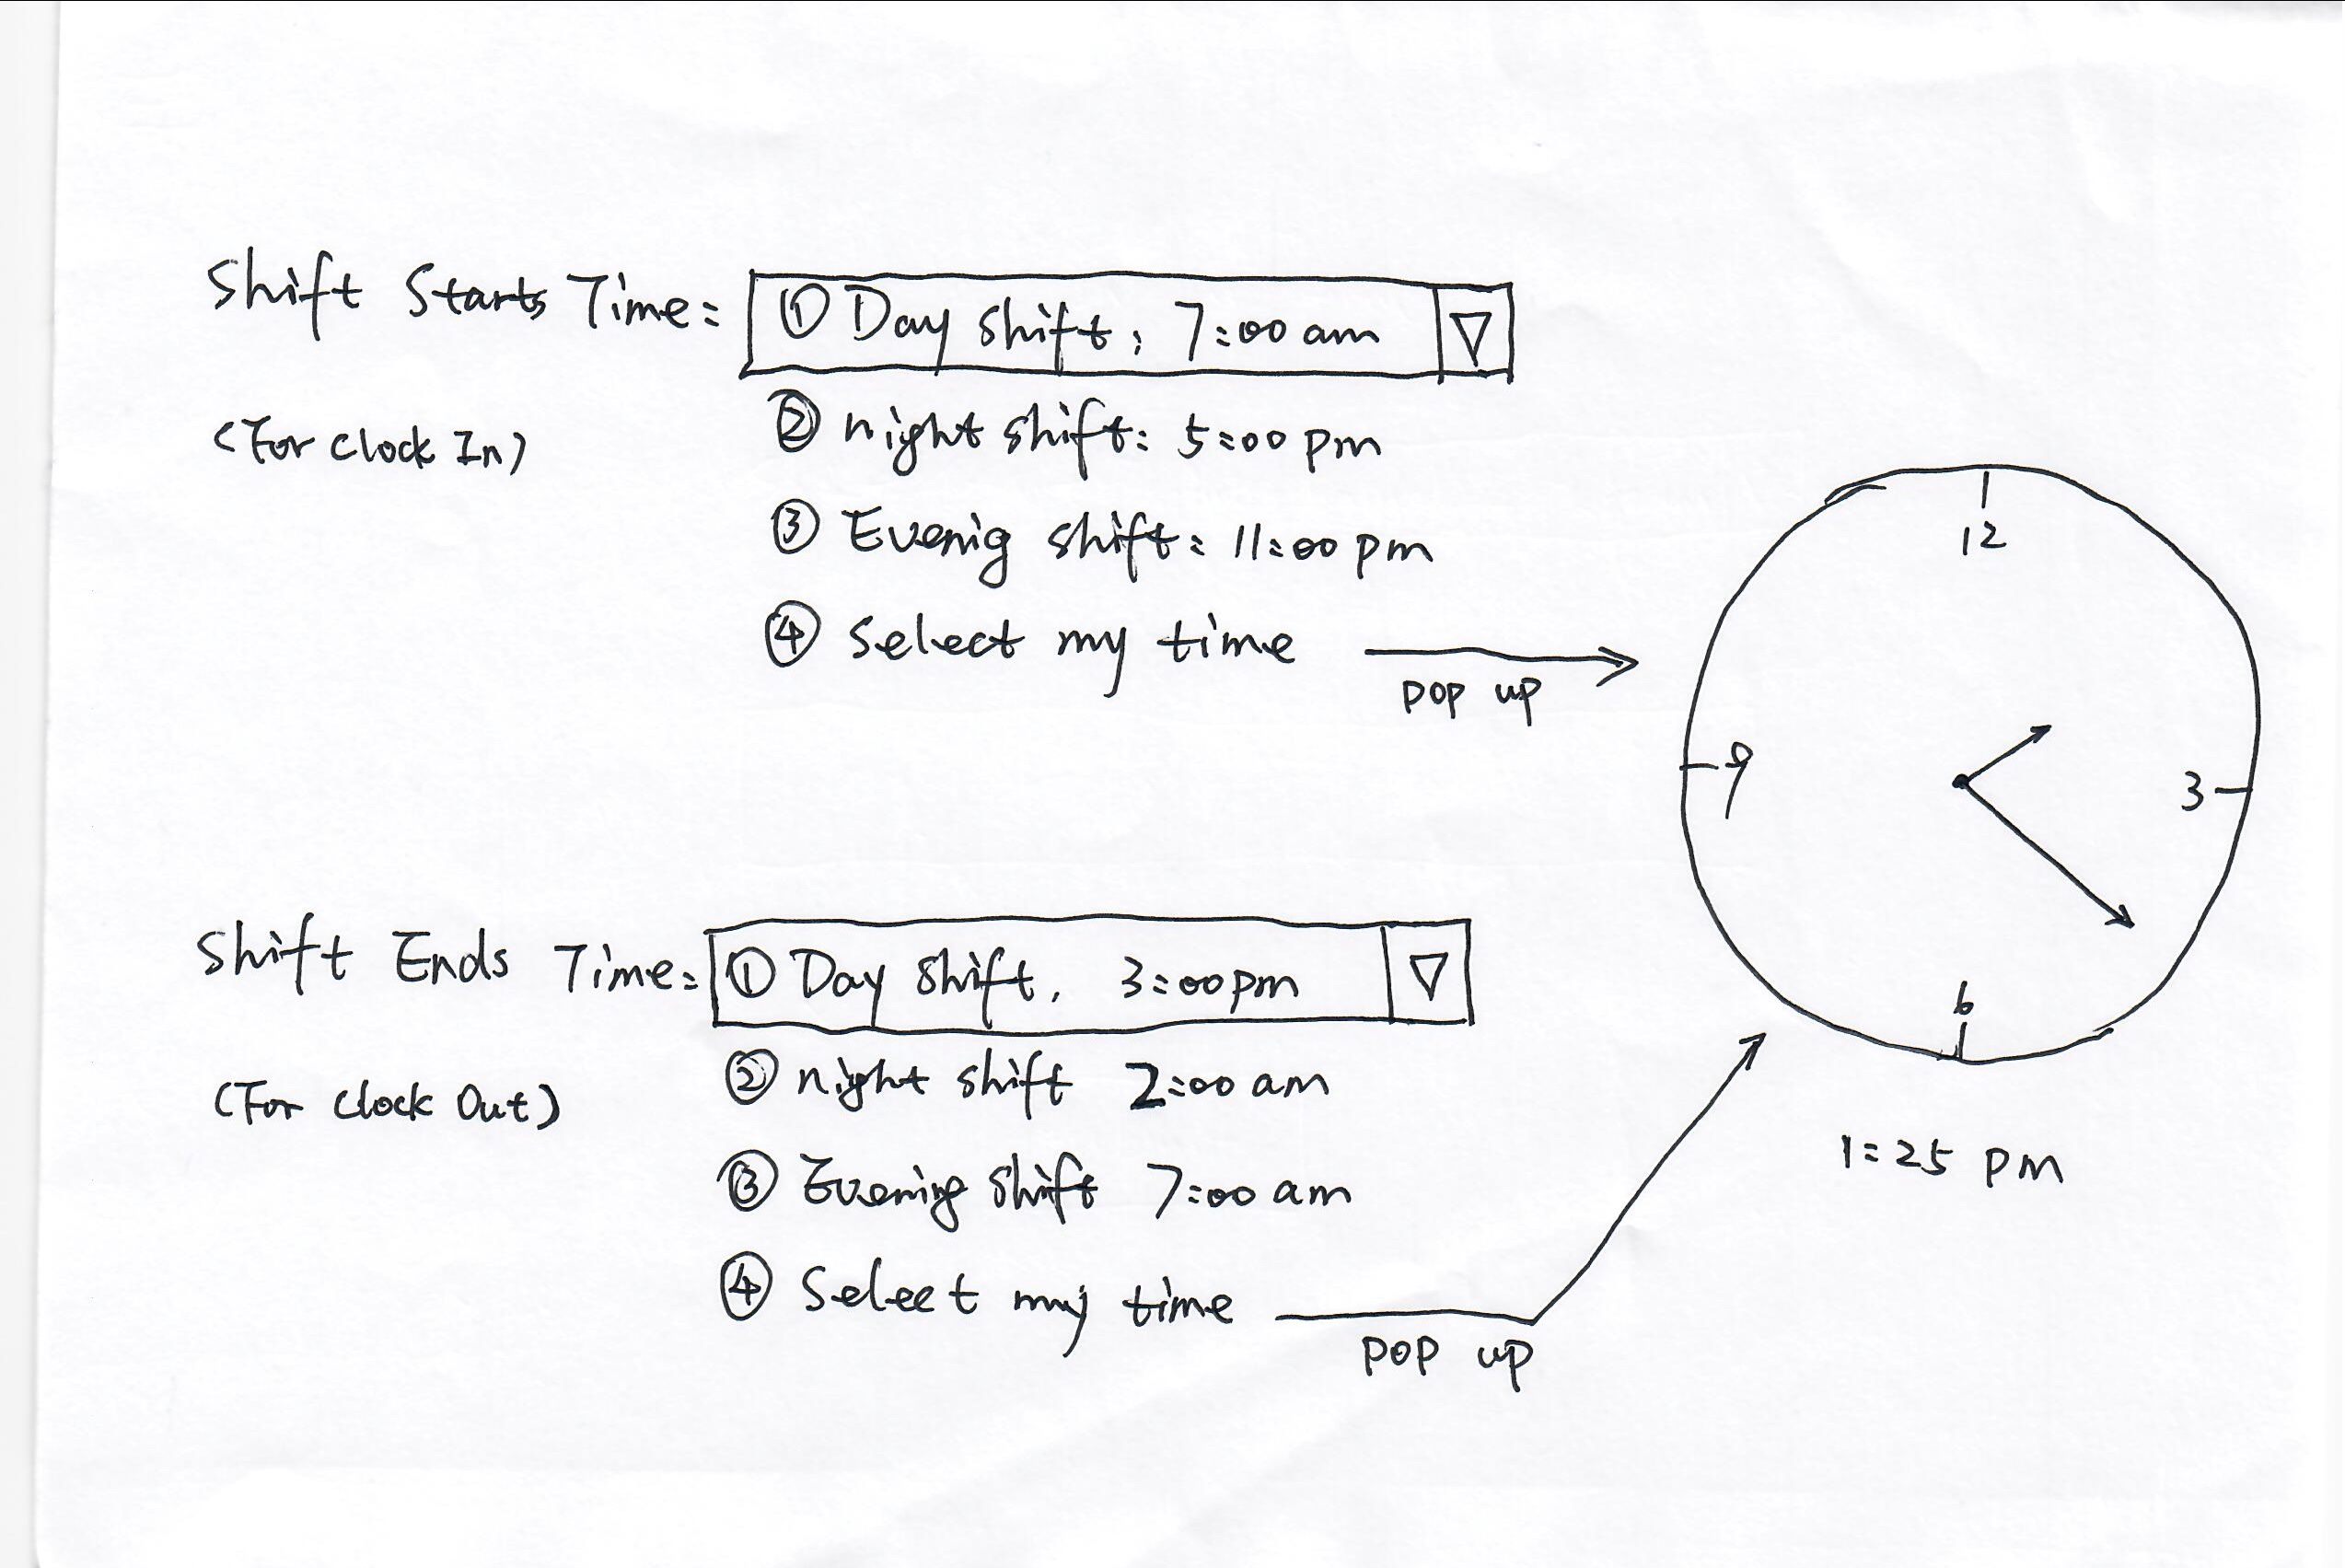 Shift Starts Time: ① Day shift, 7:00 am
(For Clock In)
② night shift: 5:00 pm
③ Evenig shift: 11:00 pm
④ Select my time
pop up
12
9
3
6
1:25 pm
Shift Ends Time: ① Day shift, 3:00pm
(For Clock Out)
② night shift 2:00 am
③ Evening shift 7:00 am
④ Select my time
pop up